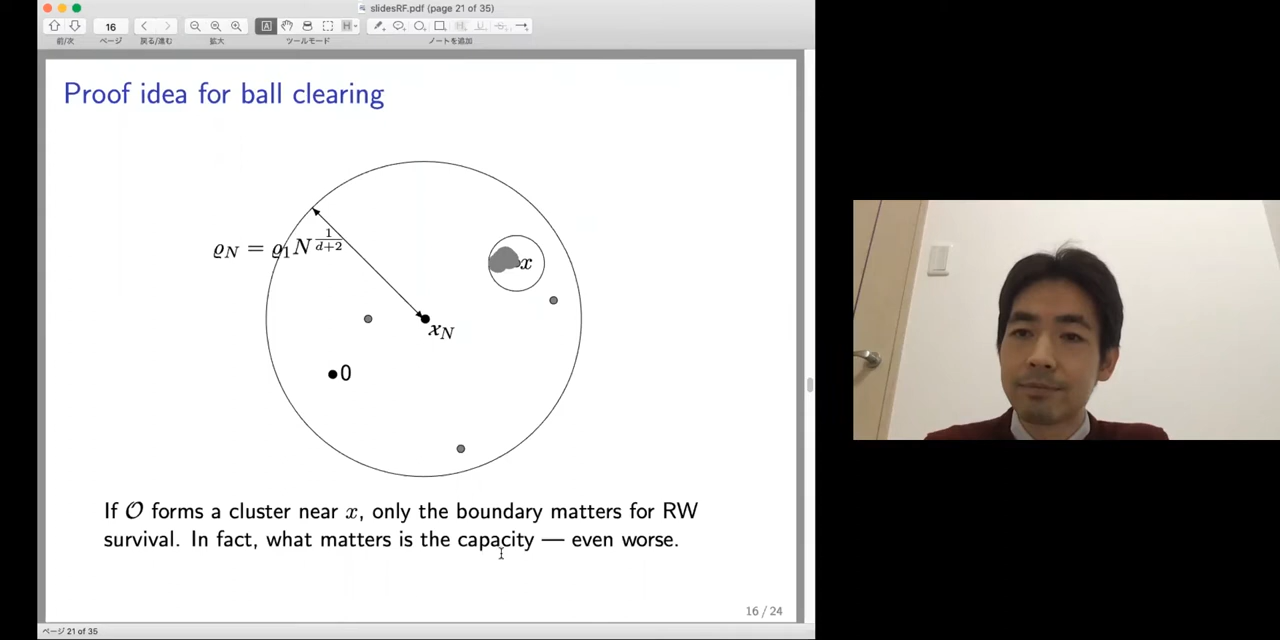 slidesRF.pdf (page 21 of 35)
16
A
H
前/次
ページ
戻る/進む
拡大
ツールモード
ノートを追加
Proof idea for ball clearing
ϱ_N = ϱ_1 N^{\frac{1}{d+2}}
x
x_N
0
If 𝒪 forms a cluster near x, only the boundary matters for RW
survival. In fact, what matters is the capacity — even worse.
16 / 24
ページ 21 of 35